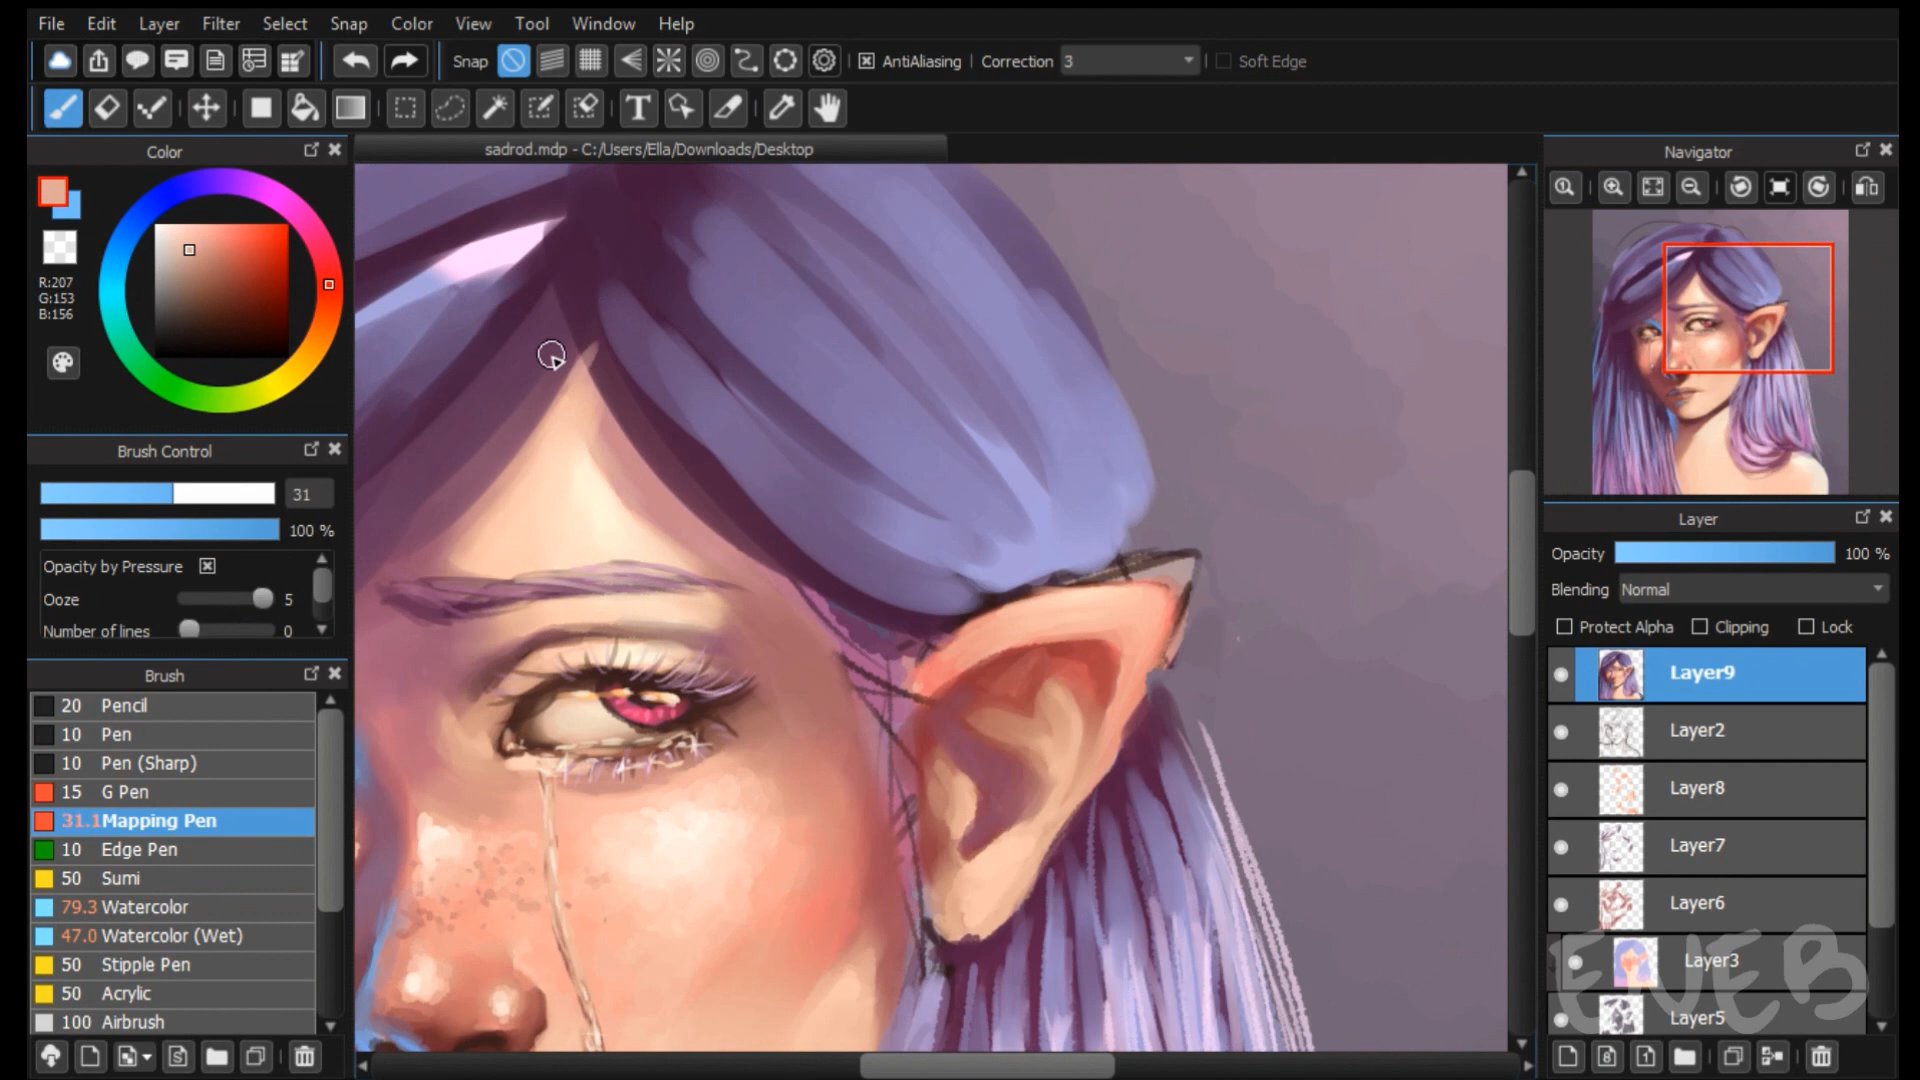 File Edit Layer Filter Select Snap Color View Tool Window Help
Snap AntiAliasing Correction 3 Soft Edge
T
Color
sadrod.mdp - C:/Users/Ella/Downloads/Desktop
Navigator
R:207
G:153
B:156
Brush Control
31
100 %
Opacity by Pressure
Ooze 5
Number of lines 0
Brush
20 Pencil
10 Pen
10 Pen (Sharp)
15 G Pen
31.1 Mapping Pen
10 Edge Pen
50 Sumi
79.3 Watercolor
47.0 Watercolor (Wet)
50 Stipple Pen
50 Acrylic
100 Airbrush
Layer
Opacity 100 %
Blending Normal
Protect Alpha Clipping Lock
Layer9
Layer2
Layer8
Layer7
Layer6
Layer3
Layer5
EVEB